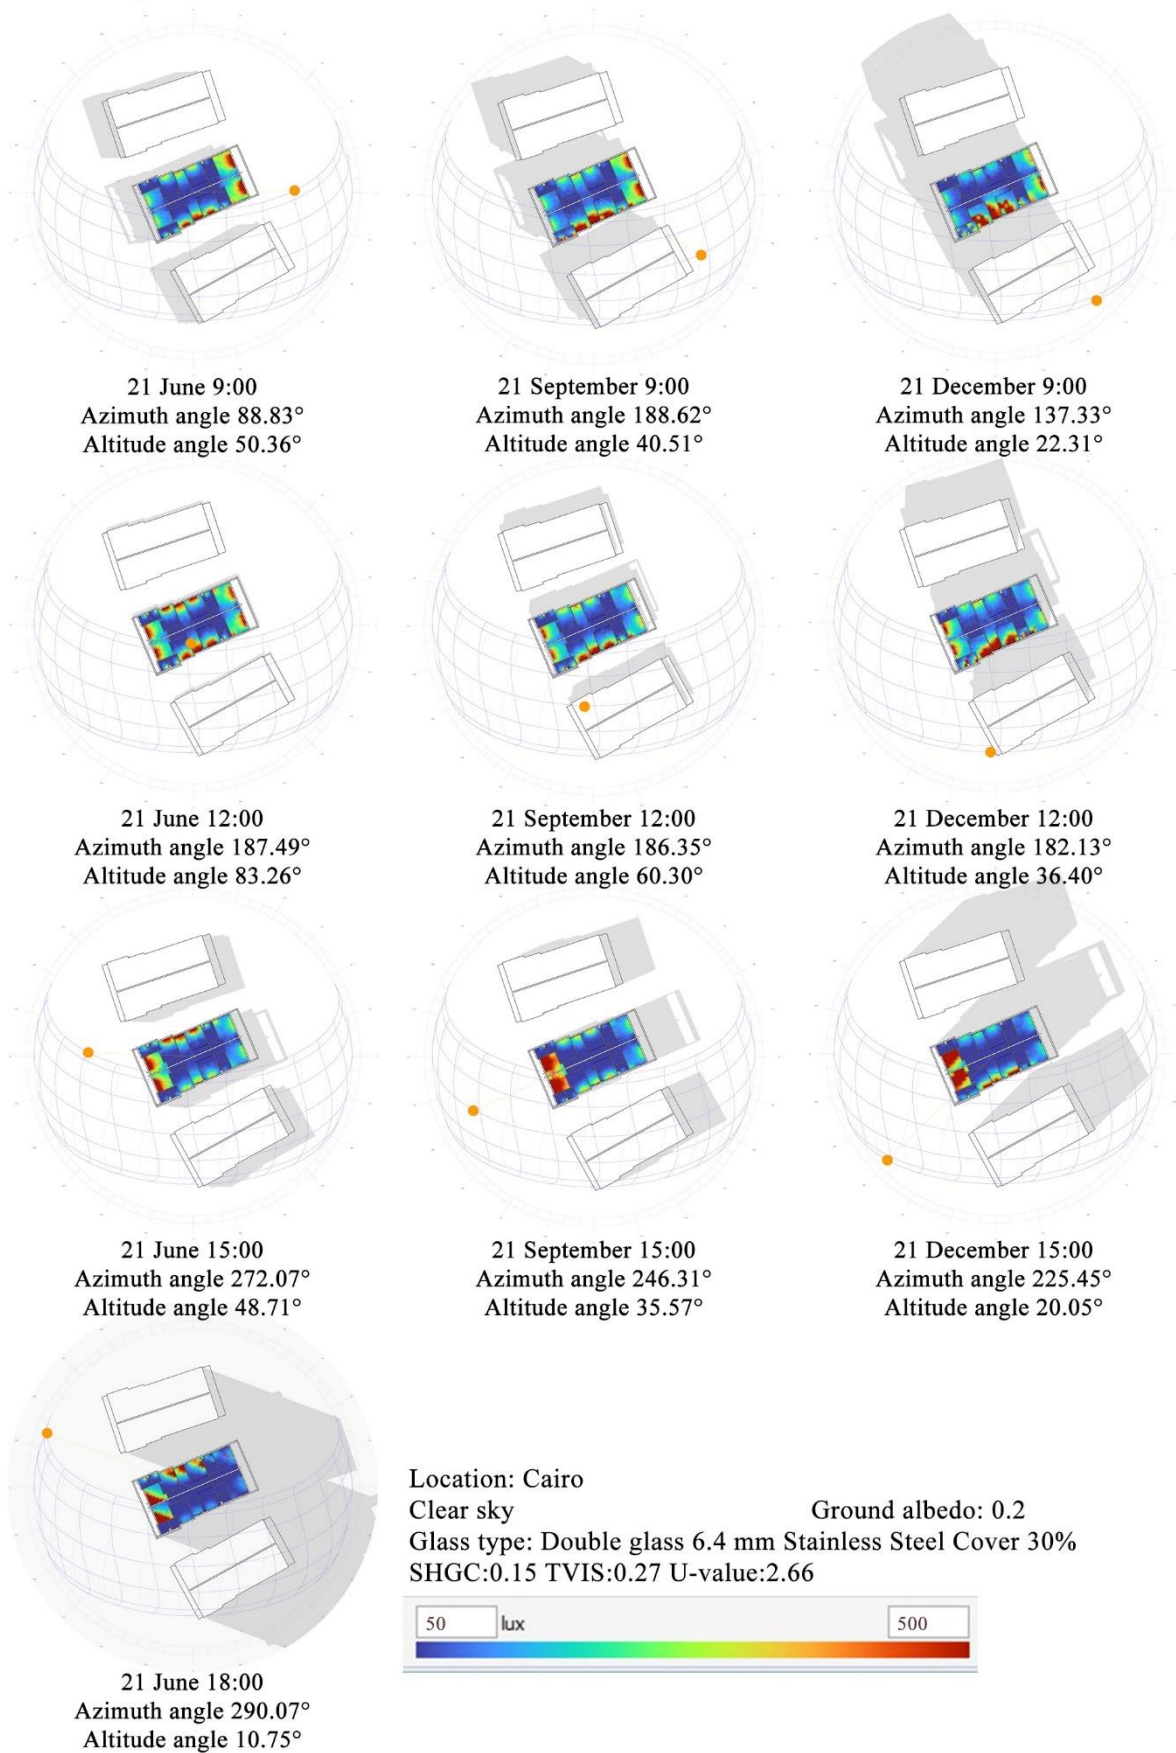 21 June 9:00
Azimuth angle 88.83°
Altitude angle 50.36°
21 September 9:00
Azimuth angle 188.62°
Altitude angle 40.51°
21 December 9:00
Azimuth angle 137.33°
Altitude angle 22.31°
21 June 12:00
Azimuth angle 187.49°
Altitude angle 83.26°
21 September 12:00
Azimuth angle 186.35°
Altitude angle 60.30°
21 December 12:00
Azimuth angle 182.13°
Altitude angle 36.40°
21 June 15:00
Azimuth angle 272.07°
Altitude angle 48.71°
21 September 15:00
Azimuth angle 246.31°
Altitude angle 35.57°
21 December 15:00
Azimuth angle 225.45°
Altitude angle 20.05°
21 June 18:00
Azimuth angle 290.07°
Altitude angle 10.75°
Location: Cairo
Clear sky Ground albedo: 0.2
Glass type: Double glass 6.4 mm Stainless Steel Cover 30%
SHGC:0.15 TVIS:0.27 U-value:2.66
50 lux 500